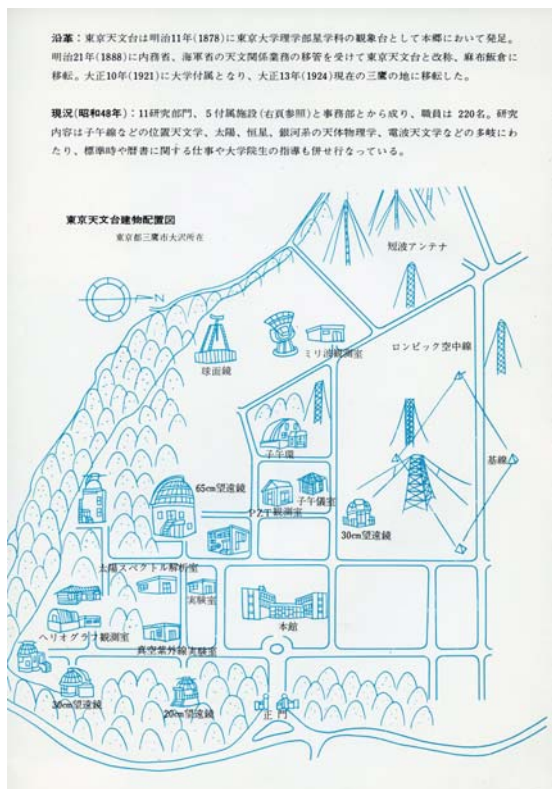 沿革：東京天文台は明治11年(1878)に東京大学理学部星学科の観象台として本郷において発足。
明治21年(1888)に内務省、海軍省の天文関係業務の移管を受けて東京天文台と改称、麻布飯倉に
移転。大正10年(1921)に大学付属となり、大正13年(1924)現在の三鷹の地に移転した。
現況(昭和48年)：11研究部門、5付属施設(右頁参照)と事務部とから成り、職員は 220名。研究
内容は子午線などの位置天文学、太陽、恒星、銀河系の天体物理学、電波天文学などの多岐にわ
たり、標準時や暦書に関する仕事や大学院生の指導も併せ行なっている。
東京天文台建物配置図
東京都三鷹市大沢所在
短波アンテナ
N
ミリ波観測室
ロンビック空中線
球面鏡
子午環
基線
65cm望遠鏡
子午儀室
PZT観測室
30cm望遠鏡
太陽スペクトル解析室
実験室
本館
ヘリオグラフ観測室
真空紫外線実験室
30cm望遠鏡
20cm望遠鏡
正門